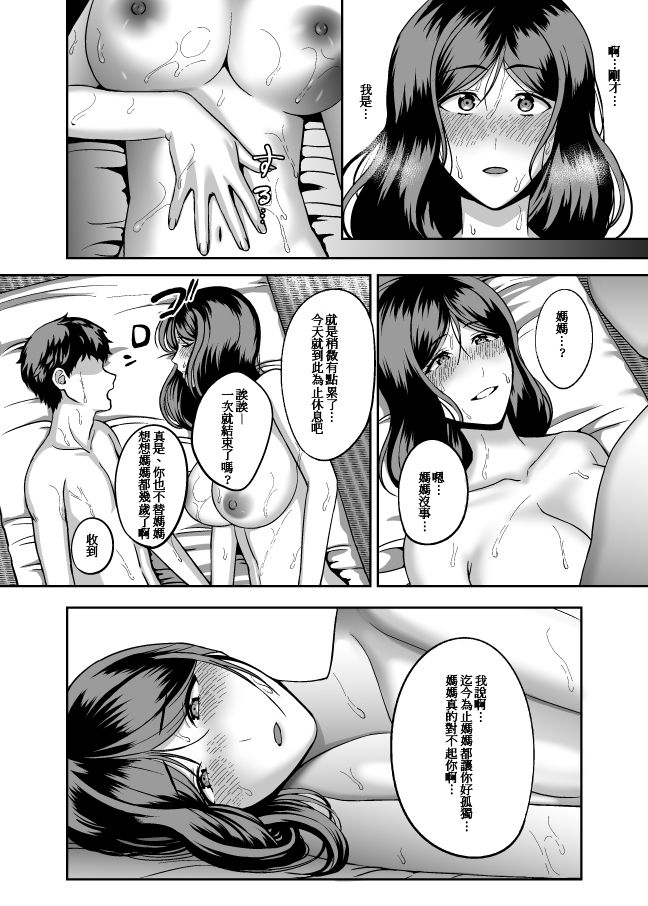 啊…剛才…
我是…
する…
媽媽…？
嗯…
媽媽沒事…
就是稍微有點累了…
今天就到此為止休息吧
誒誒—
一次就結束了嗎？
真是、你也不替媽媽
想想媽媽都幾歲了啊
收到
我說啊…
迄今為止媽媽都讓你好孤獨…
媽媽真的對不起你啊…